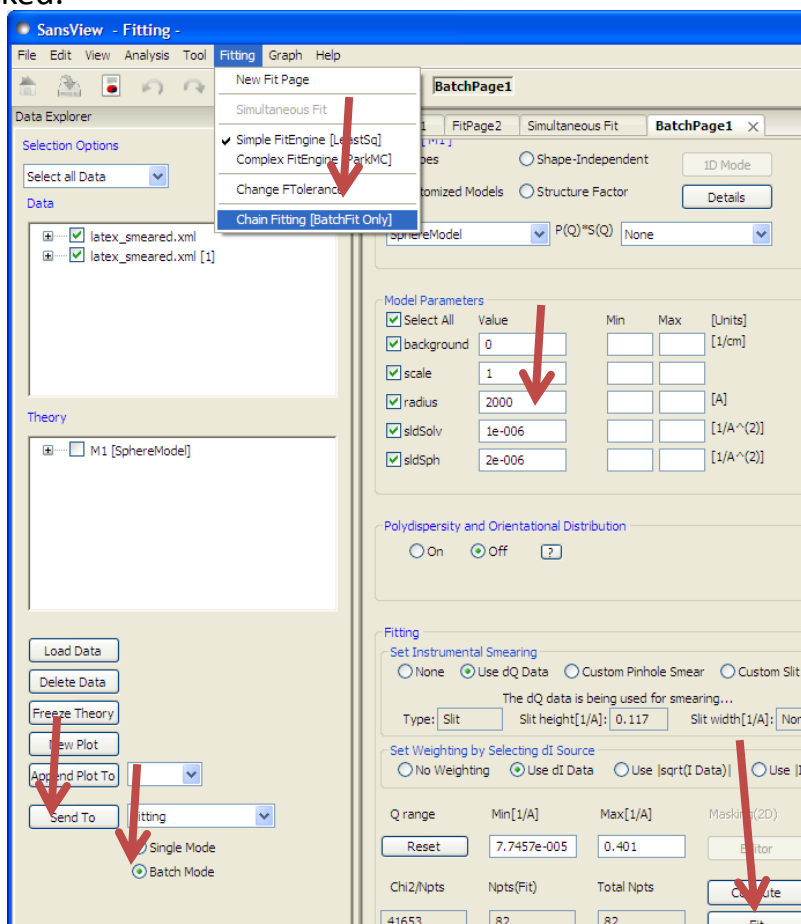 ked.
SansView - Fitting -
File Edit View Analysis Tool Fitting Graph Help
BatchPage1
New Fit Page
Simultaneous Fit
Simple FitEngine [LeastSq]
Complex FitEngine [ParkMC]
Change FTolerance
Chain Fitting [BatchFit Only]
Data Explorer
Selection Options
Select all Data
Data
latex_smeared.xml
latex_smeared.xml [1]
Theory
M1 [SphereModel]
Load Data
Delete Data
Freeze Theory
New Plot
Append Plot To
Send To Fitting
Single Mode
Batch Mode
1 FitPage2 Simultaneous Fit BatchPage1
Shape-Independent 1D Mode
Models Structure Factor Details
SphereModel P(Q)*S(Q) None
Model Parameters
Select All Value Min Max [Units]
background 0 [1/cm]
scale 1
radius 2000 [A]
sldSolv 1e-006 [1/A^(2)]
sldSph 2e-006 [1/A^(2)]
Polydispersity and Orientational Distribution
On Off ?
Fitting
Set Instrumental Smearing
None Use dQ Data Custom Pinhole Smear Custom Slit
The dQ data is being used for smearing...
Type: Slit Slit height[1/A]: 0.117 Slit width[1/A]: Non
Set Weighting by Selecting dI Source
No Weighting Use dI Data Use |sqrt(I Data)| Use |I
Q range Min[1/A] Max[1/A] Masking(2D)
Reset 7.7457e-005 0.401 Editor
Chi2/Npts Npts(Fit) Total Npts Compute
41653 82 82 Fit